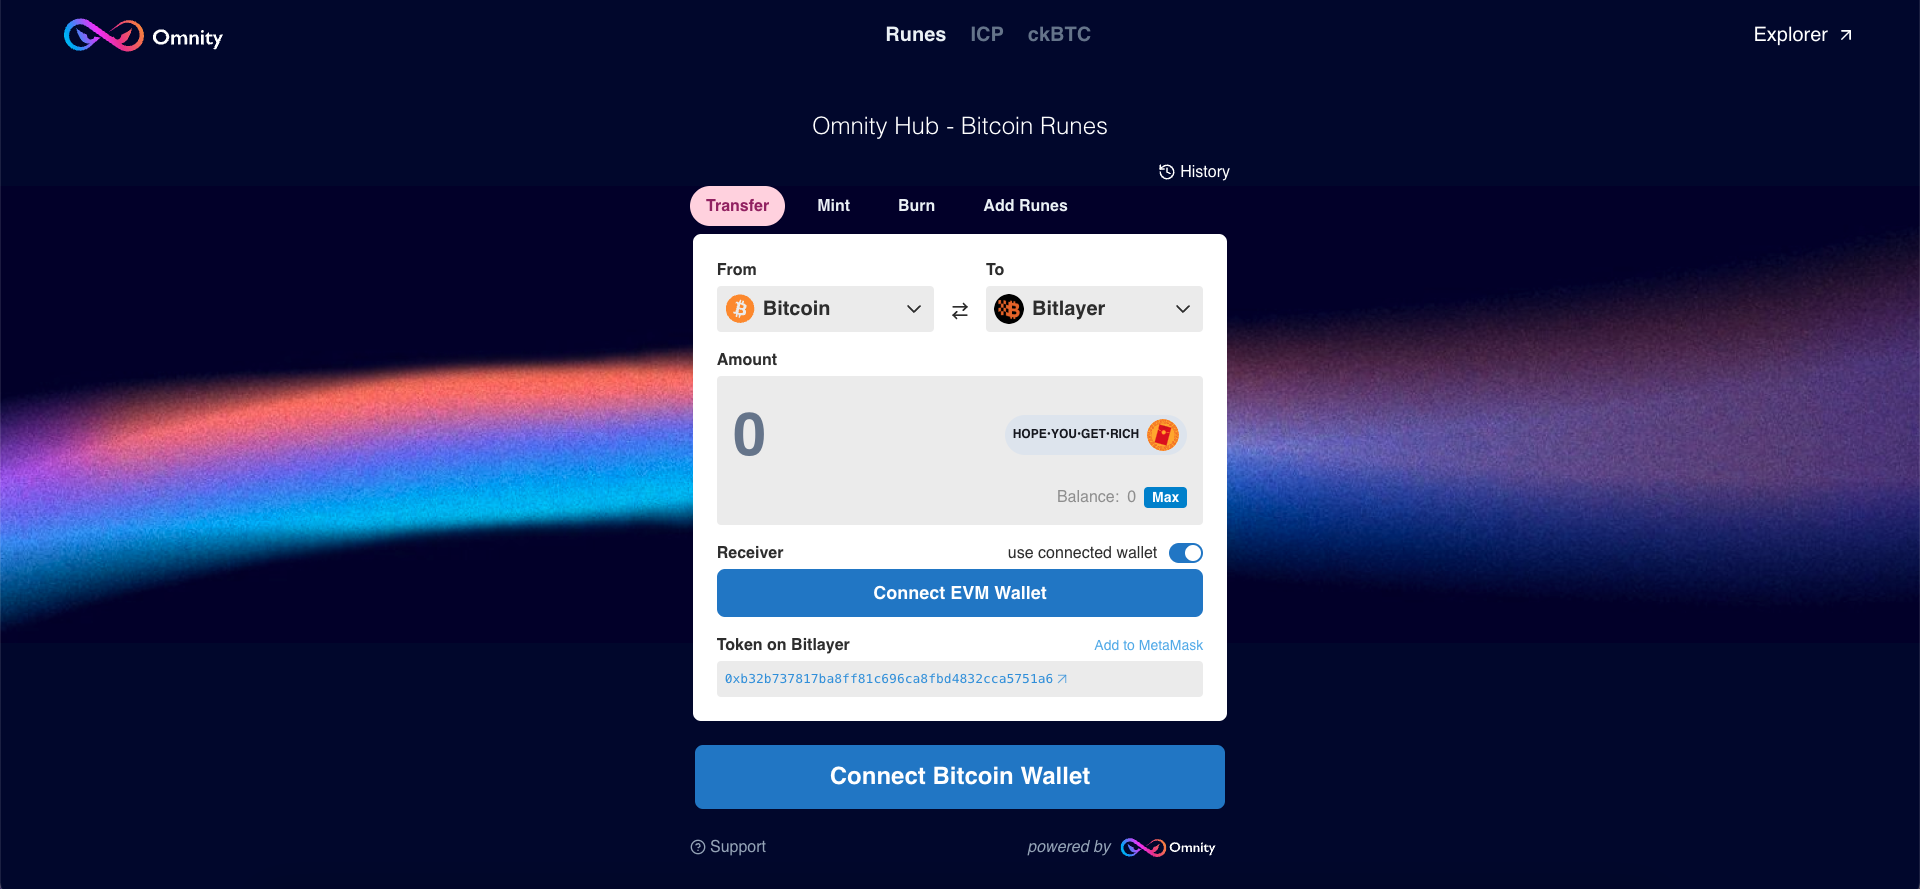 Omnity
Runes ICP ckBTC
Explorer
Omnity Hub - Bitcoin Runes
History
Transfer Mint Burn Add Runes
From To
Bitcoin Bitlayer
Amount
0 HOPE•YOU•GET•RICH
Balance: 0 Max
Receiver use connected wallet
Connect EVM Wallet
Token on Bitlayer Add to MetaMask
0xb32b737817ba8ff81c696ca8fbd4832cca5751a6
Connect Bitcoin Wallet
Support powered by Omnity